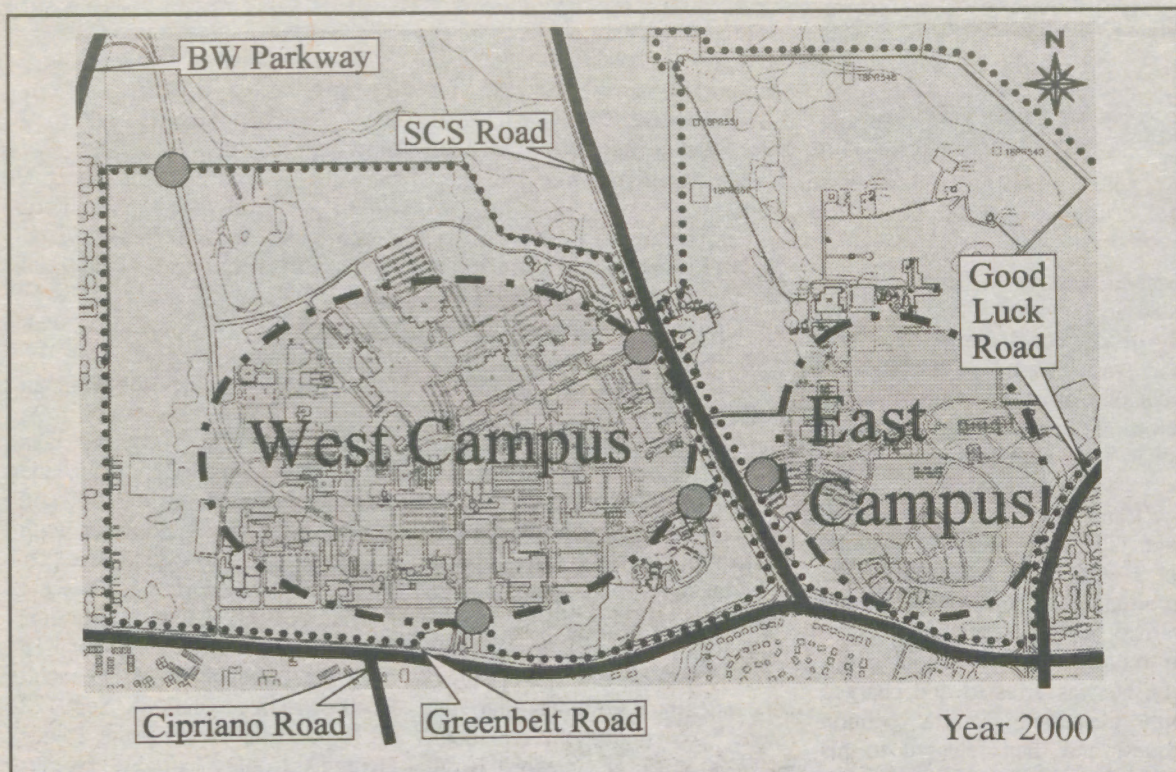 BW Parkway
N
SCS Road
Good
Luck
Road
West Campus
East
Campus
Cipriano Road
Greenbelt Road
Year 2000